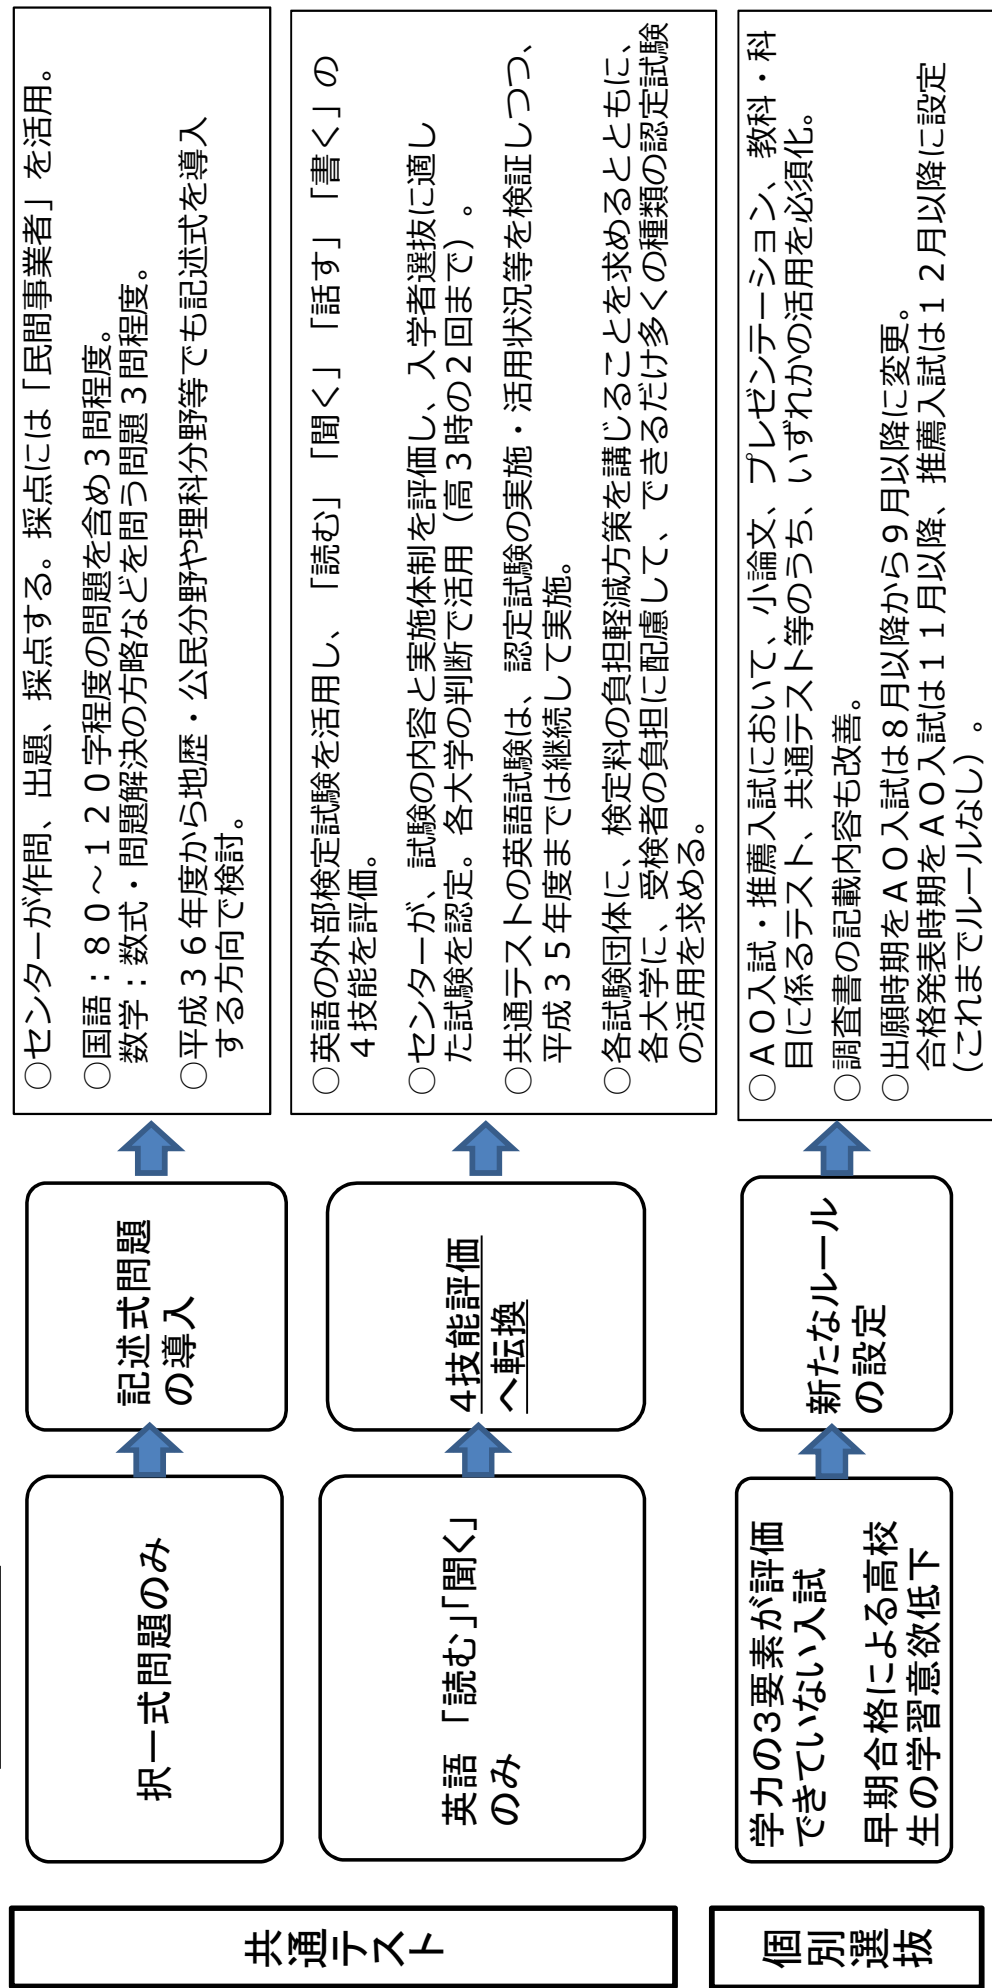 共通テスト
択一式問題のみ
記述式問題
の導入
○センターが作問、出題、採点する。採点には「民間事業者」を活用。
○国語：８０～１２０字程度の問題を含め３問程度。
数学：数式・問題解決の方略などを問う問題３問程度。
○平成３６年度から地歴・公民分野や理科分野等でも記述式を導入
する方向で検討。
英語　「読む」「聞く」
のみ
４技能評価
へ転換
○英語の外部検定試験を活用し、「読む」「聞く」「話す」「書く」の
４技能を評価。
○センターが、試験の内容と実施体制を評価し、入学者選抜に適し
た試験を認定。各大学の判断で活用（高３時の２回まで）。
○共通テストの英語試験は、認定試験の実施・活用状況等を検証しつつ、
平成３５年度までは継続して実施。
○各試験団体に、検定料の負担軽減方策を講じることを求めるとともに、
各大学に、受検者の負担に配慮して、できるだけ多くの種類の認定試験
の活用を求める。
個別選抜
学力の３要素が評価
できていない入試
早期合格による高校
生の学習意欲低下
新たなルール
の設定
○ＡＯ入試・推薦入試において、小論文、プレゼンテーション、教科・科
目に係るテスト、共通テスト等のうち、いずれかの活用を必須化。
○調査書の記載内容も改善。
○出願時期をＡＯ入試は８月以降から９月以降に変更。
合格発表時期をＡＯ入試は１１月以降、推薦入試は１２月以降に設定
（これまでルールなし）。